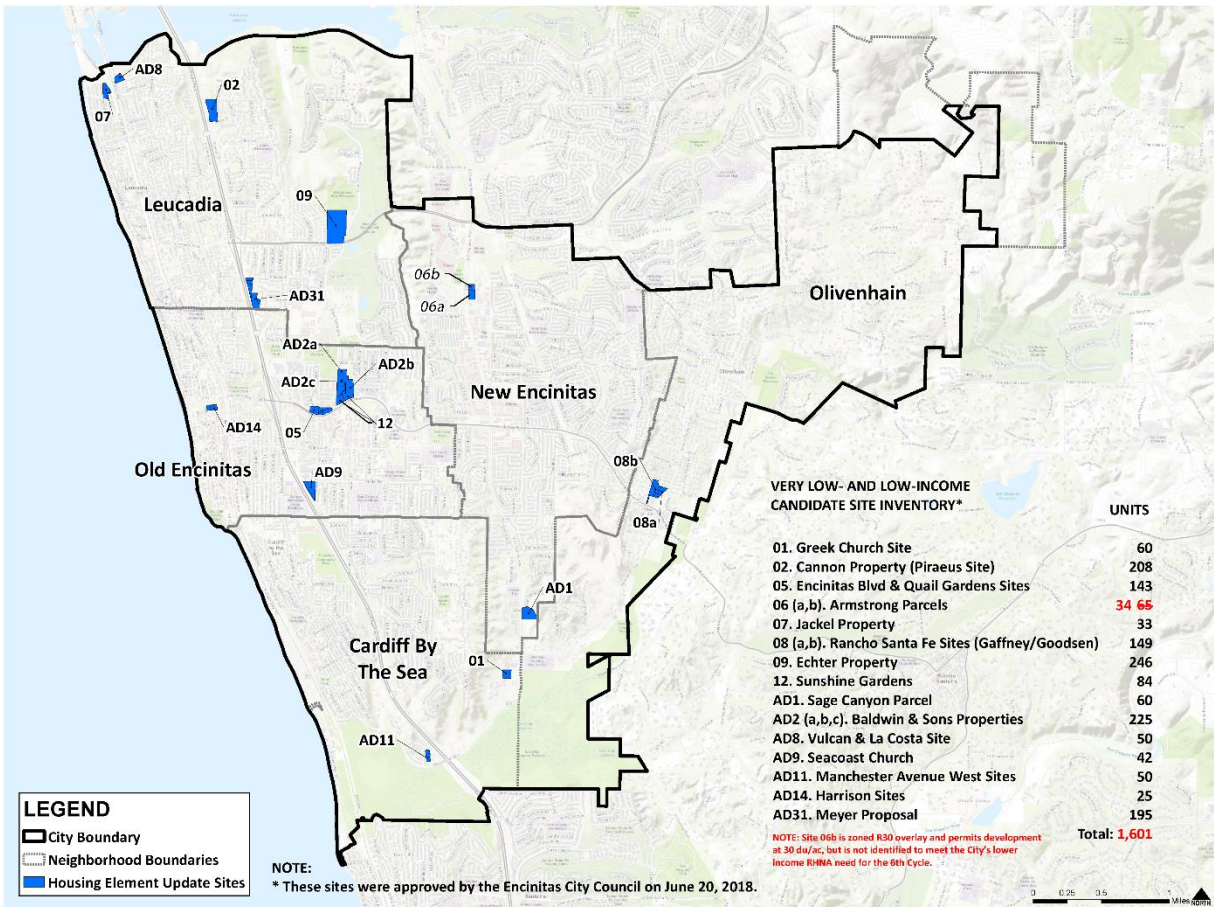 AD8
02
07
Leucadia
09
AD31
06b
06a
Olivenhain
AD2a
AD2b
AD2c
New Encinitas
12
05
AD14
Old Encinitas
AD9
08b
08a
AD1
Cardiff By
The Sea
01
AD11
VERY LOW- AND LOW-INCOME
CANDIDATE SITE INVENTORY* UNITS
01. Greek Church Site 60
02. Cannon Property (Piraeus Site) 208
05. Encinitas Blvd & Quail Gardens Sites 143
06 (a,b). Armstrong Parcels 34 65
07. Jackel Property 33
08 (a,b). Rancho Santa Fe Sites (Gaffney/Goodsen) 149
09. Echter Property 246
12. Sunshine Gardens 84
AD1. Sage Canyon Parcel 60
AD2 (a,b,c). Baldwin & Sons Properties 225
AD8. Vulcan & La Costa Site 50
AD9. Seacoast Church 42
AD11. Manchester Avenue West Sites 50
AD14. Harrison Sites 25
AD31. Meyer Proposal 195
Total: 1,601
NOTE: Site 06b is zoned R30 overlay and permits development
at 30 du/ac, but is not identified to meet the City's lower
income RHNA need for the 6th Cycle.
LEGEND
City Boundary
Neighborhood Boundaries
Housing Element Update Sites
NOTE:
* These sites were approved by the Encinitas City Council on June 20, 2018.
0 0.25 0.5 1
Miles
NORTH